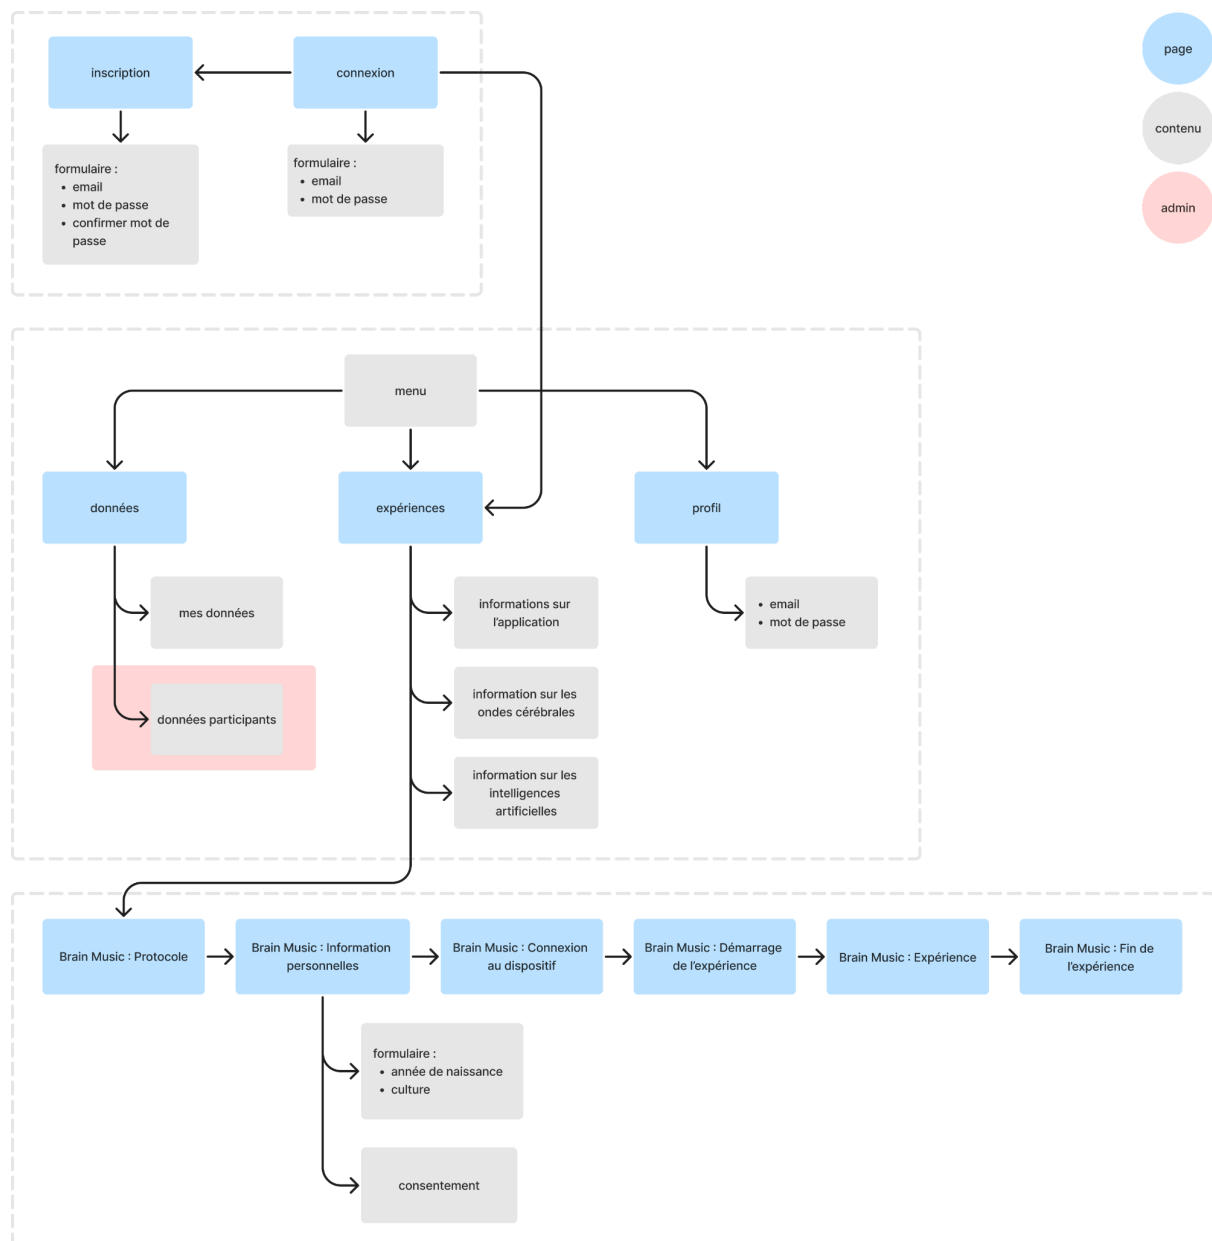 inscription
connexion
page
formulaire :
• email
• mot de passe
• confirmer mot de
passe
formulaire :
• email
• mot de passe
contenu
admin
menu
données
expériences
profil
mes données
données participants
informations sur
l'application
information sur les
ondes cérébrales
information sur les
intelligences
artificielles
• email
• mot de passe
Brain Music : Protocole
Brain Music : Information
personnelles
Brain Music : Connexion
au dispositif
Brain Music : Démarrage
de l'expérience
Brain Music : Expérience
Brain Music : Fin de
l'expérience
formulaire :
• année de naissance
• culture
consentement